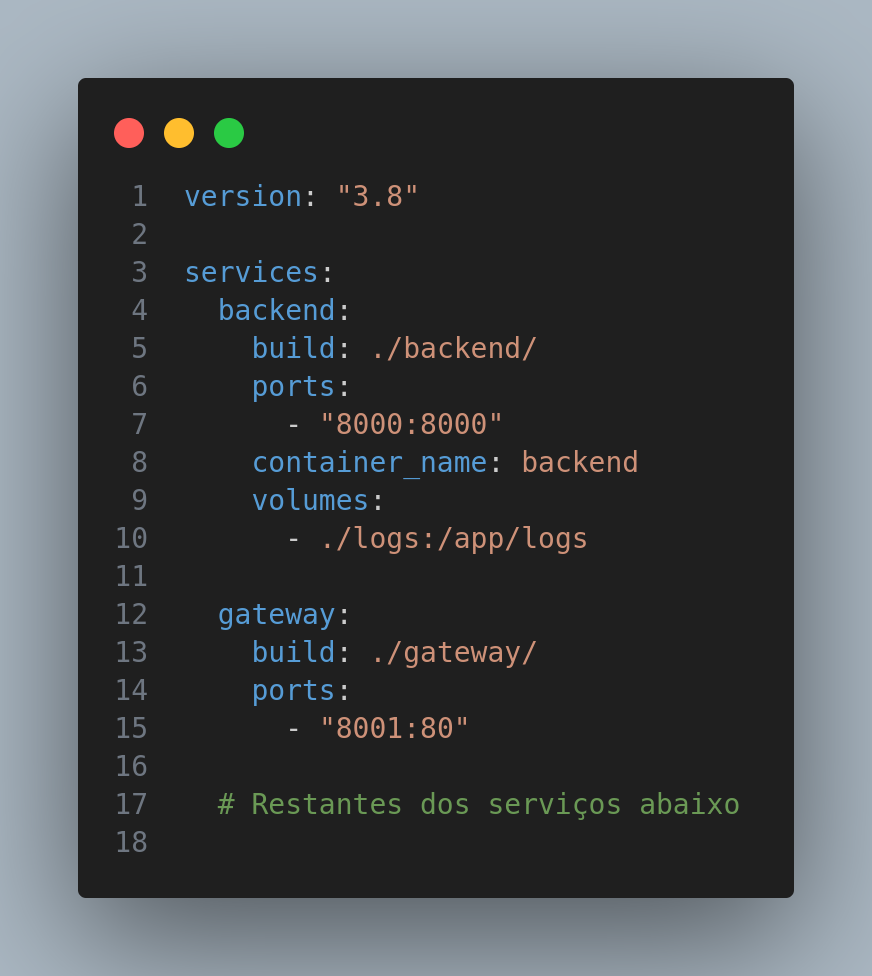 1 version: "3.8"
2
3 services:
4   backend:
5     build: ./backend/
6     ports:
7       - "8000:8000"
8     container_name: backend
9     volumes:
10       - ./logs:/app/logs
11
12   gateway:
13     build: ./gateway/
14     ports:
15       - "8001:80"
16
17   # Restantes dos serviços abaixo
18